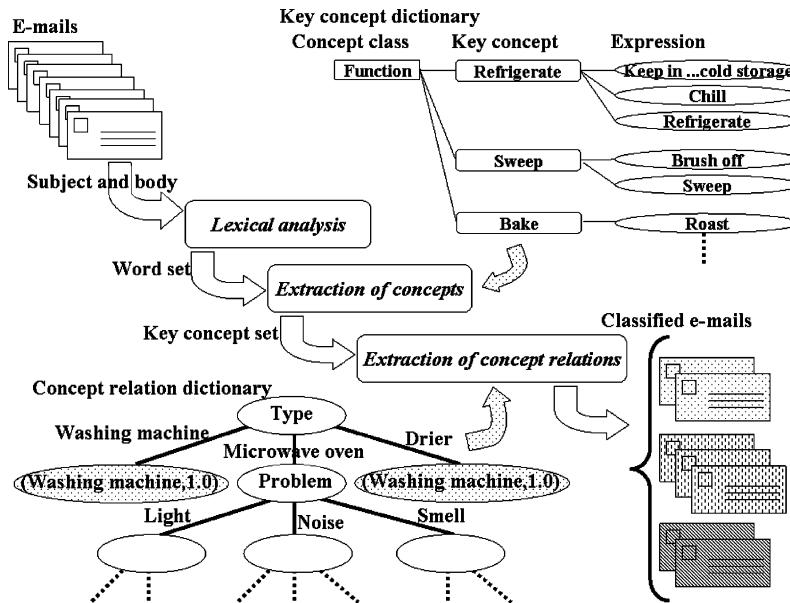 Key concept dictionary
E-mails
Concept class Key concept Expression
Function Refrigerate Keep in ...cold storage
Chill
Refrigerate
Sweep Brush off
Sweep
Bake Roast
Subject and body
Lexical analysis
Word set
Extraction of concepts
Key concept set
Extraction of concept relations
Classified e-mails
Concept relation dictionary
Type
Washing machine
Microwave oven
Drier
(Washing machine,1.0) Problem (Washing machine,1.0)
Light Noise Smell